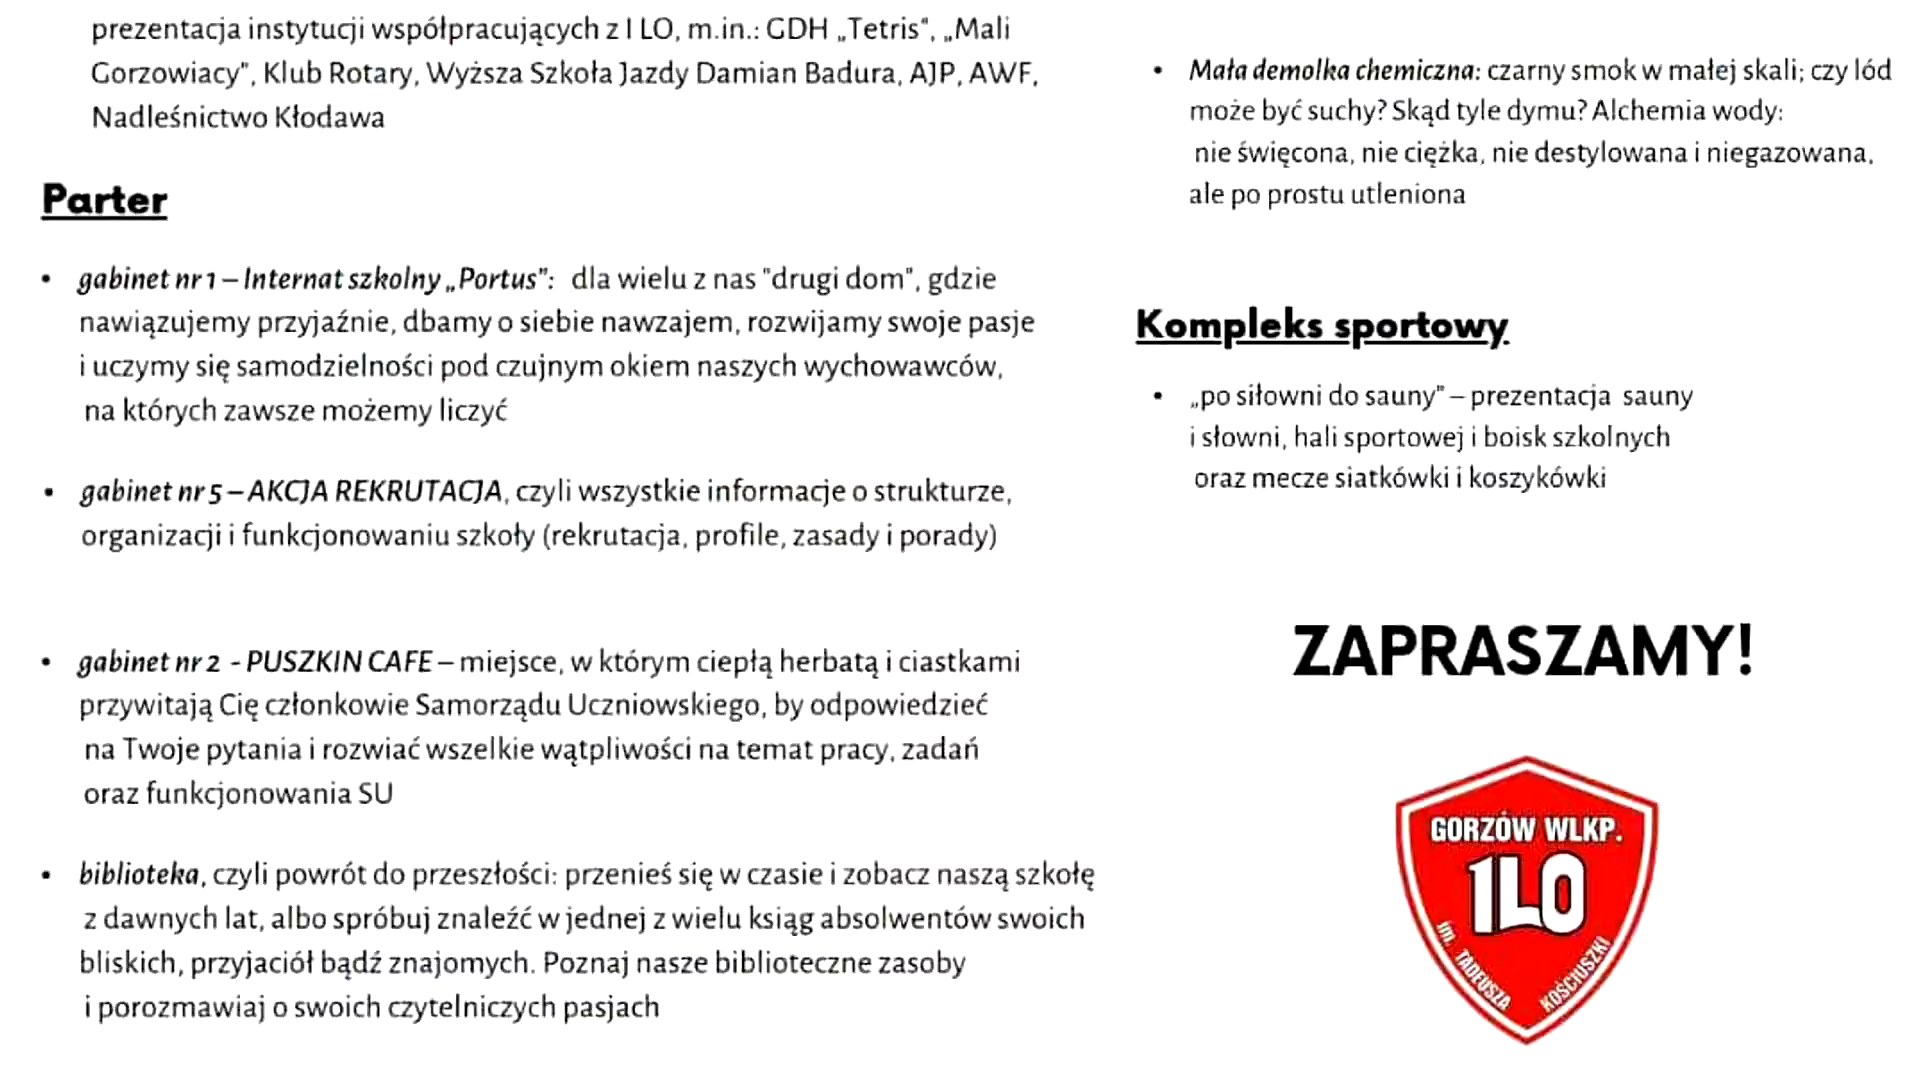 prezentacja instytucji współpracujących z I LO, m.in.: GDH „Tetris", „Mali
Gorzowiacy", Klub Rotary, Wyższa Szkoła Jazdy Damian Badura, AJP, AWF,
Nadleśnictwo Kłodawa
Parter
• gabinet nr 1 – Internat szkolny „Portus": dla wielu z nas "drugi dom", gdzie
nawiązujemy przyjaźnie, dbamy o siebie nawzajem, rozwijamy swoje pasje
i uczymy się samodzielności pod czujnym okiem naszych wychowawców,
na których zawsze możemy liczyć
• gabinet nr 5 – AKCJA REKRUTACJA, czyli wszystkie informacje o strukturze,
organizacji i funkcjonowaniu szkoły (rekrutacja, profile, zasady i porady)
• gabinet nr 2 - PUSZKIN CAFE – miejsce, w którym ciepłą herbatą i ciastkami
przywitają Cię członkowie Samorządu Uczniowskiego, by odpowiedzieć
na Twoje pytania i rozwiać wszelkie wątpliwości na temat pracy, zadań
oraz funkcjonowania SU
• biblioteka, czyli powrót do przeszłości: przenieś się w czasie i zobacz naszą szkołę
z dawnych lat, albo spróbuj znaleźć w jednej z wielu ksiąg absolwentów swoich
bliskich, przyjaciół bądź znajomych. Poznaj nasze biblioteczne zasoby
i porozmawiaj o swoich czytelniczych pasjach
• Mała demolka chemiczna: czarny smok w małej skali; czy lód
może być suchy? Skąd tyle dymu? Alchemia wody:
nie święcona, nie ciężka, nie destylowana i niegazowana,
ale po prostu utleniona
Kompleks sportowy
• „po siłowni do sauny" – prezentacja sauny
i słowni, hali sportowej i boisk szkolnych
oraz mecze siatkówki i koszykówki
ZAPRASZAMY!
GORZÓW WLKP.
1LO
im. TADEUSZA KOŚCIUSZKI